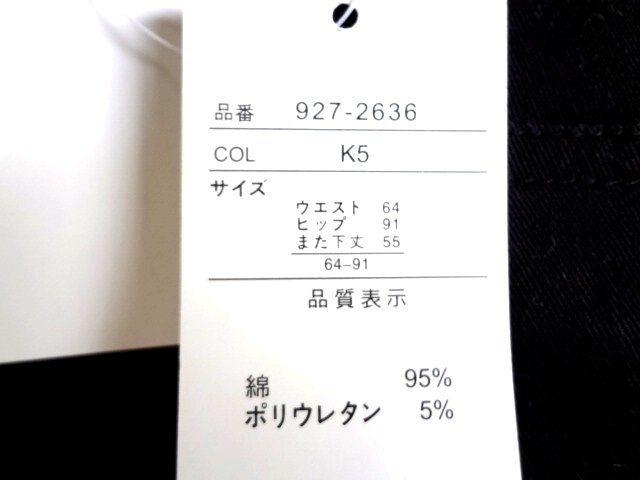 品番 927-2636
COL K5
サイズ
ウエスト 64
ヒップ 91
また下丈 55
64-91
品質表示
綿 95%
ポリウレタン 5%